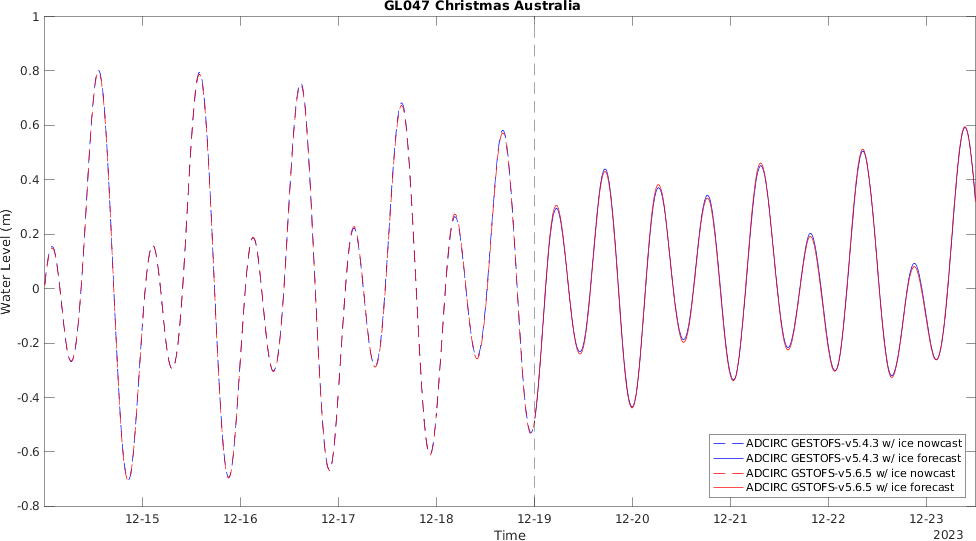 GL047 Christmas Australia
1
0.8
0.6
0.4
0.2
0
-0.2
-0.4
-0.6
-0.8
Water Level (m)
12-15 12-16 12-17 12-18 12-19 12-20 12-21 12-22 12-23
Time
2023
ADCIRC GESTOFS-v5.4.3 w/ ice nowcast
ADCIRC GESTOFS-v5.4.3 w/ ice forecast
ADCIRC GSTOFS-v5.6.5 w/ ice nowcast
ADCIRC GSTOFS-v5.6.5 w/ ice forecast